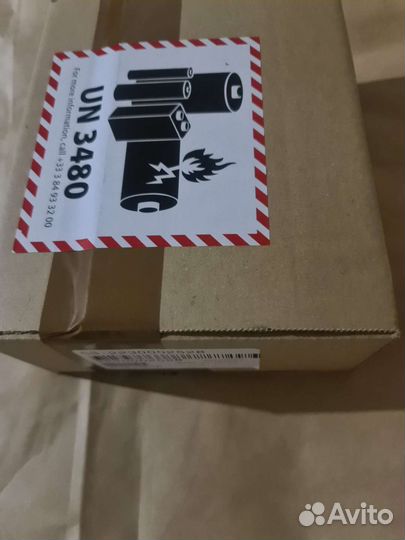 UN 3480
For more information, call +33 3 84 93 32 00
Avito